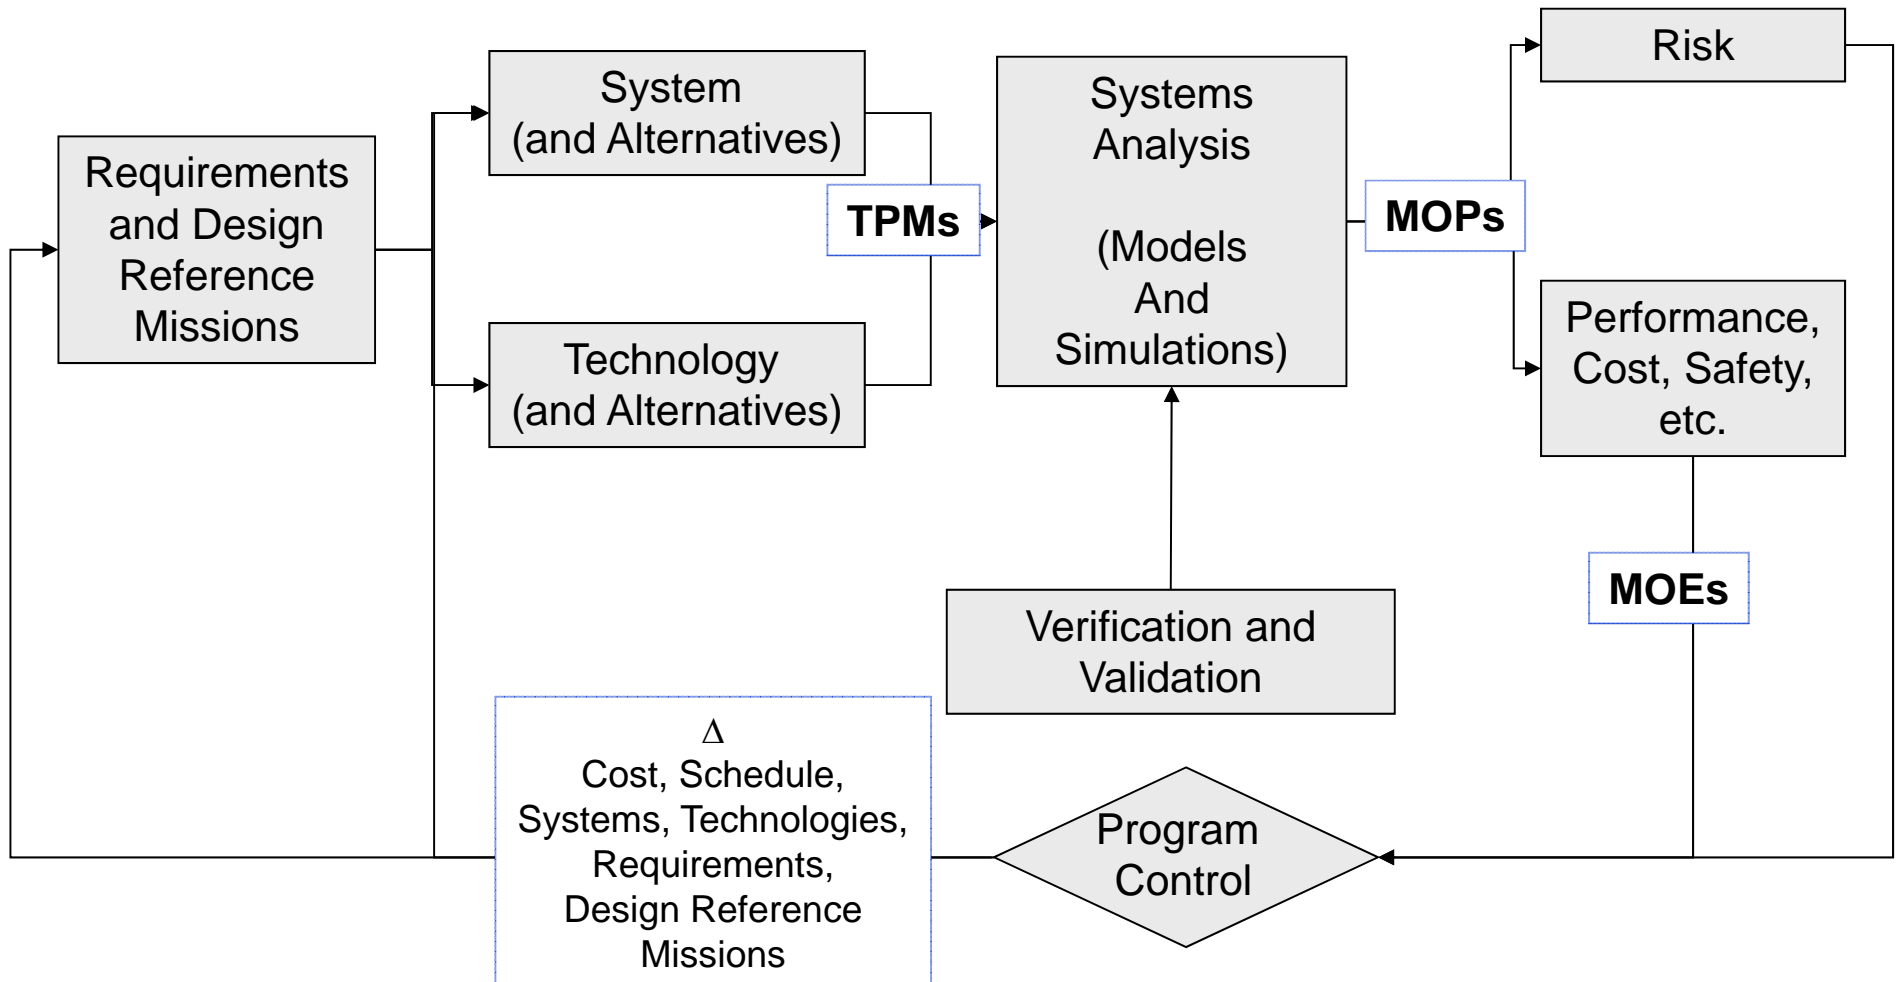 Requirements
and Design
Reference
Missions
System
(and Alternatives)
Technology
(and Alternatives)
TPMs
Systems
Analysis
(Models
And
Simulations)
MOPs
Risk
Performance,
Cost, Safety,
etc.
MOEs
Verification and
Validation
Program
Control
Δ
Cost, Schedule,
Systems, Technologies,
Requirements,
Design Reference
Missions